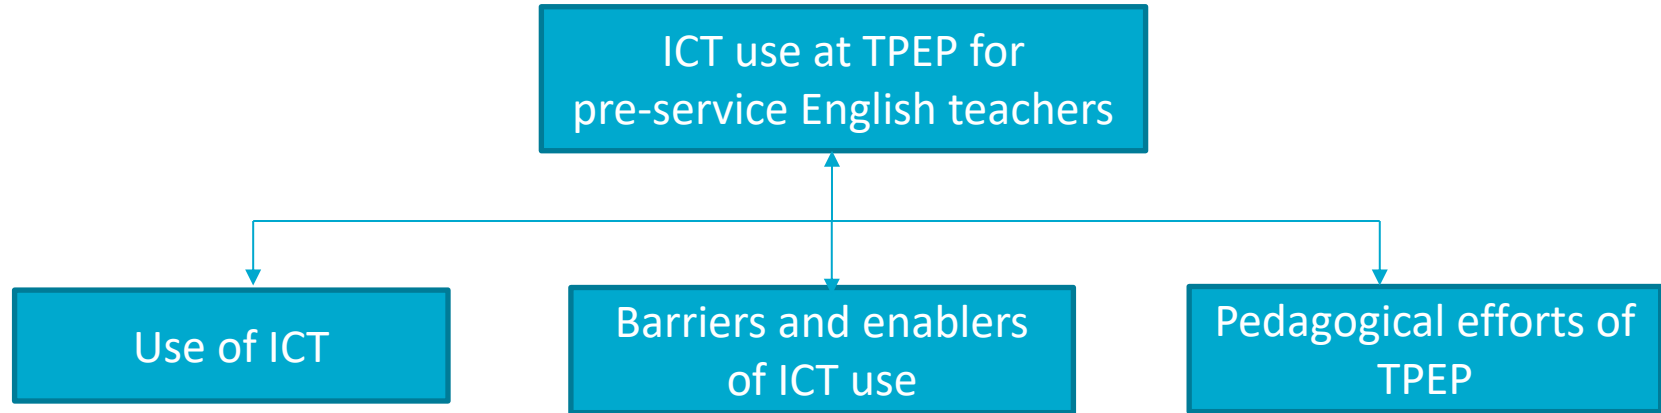 ICT use at TPEP for
pre-service English teachers
Use of ICT
Barriers and enablers
of ICT use
Pedagogical efforts of
TPEP